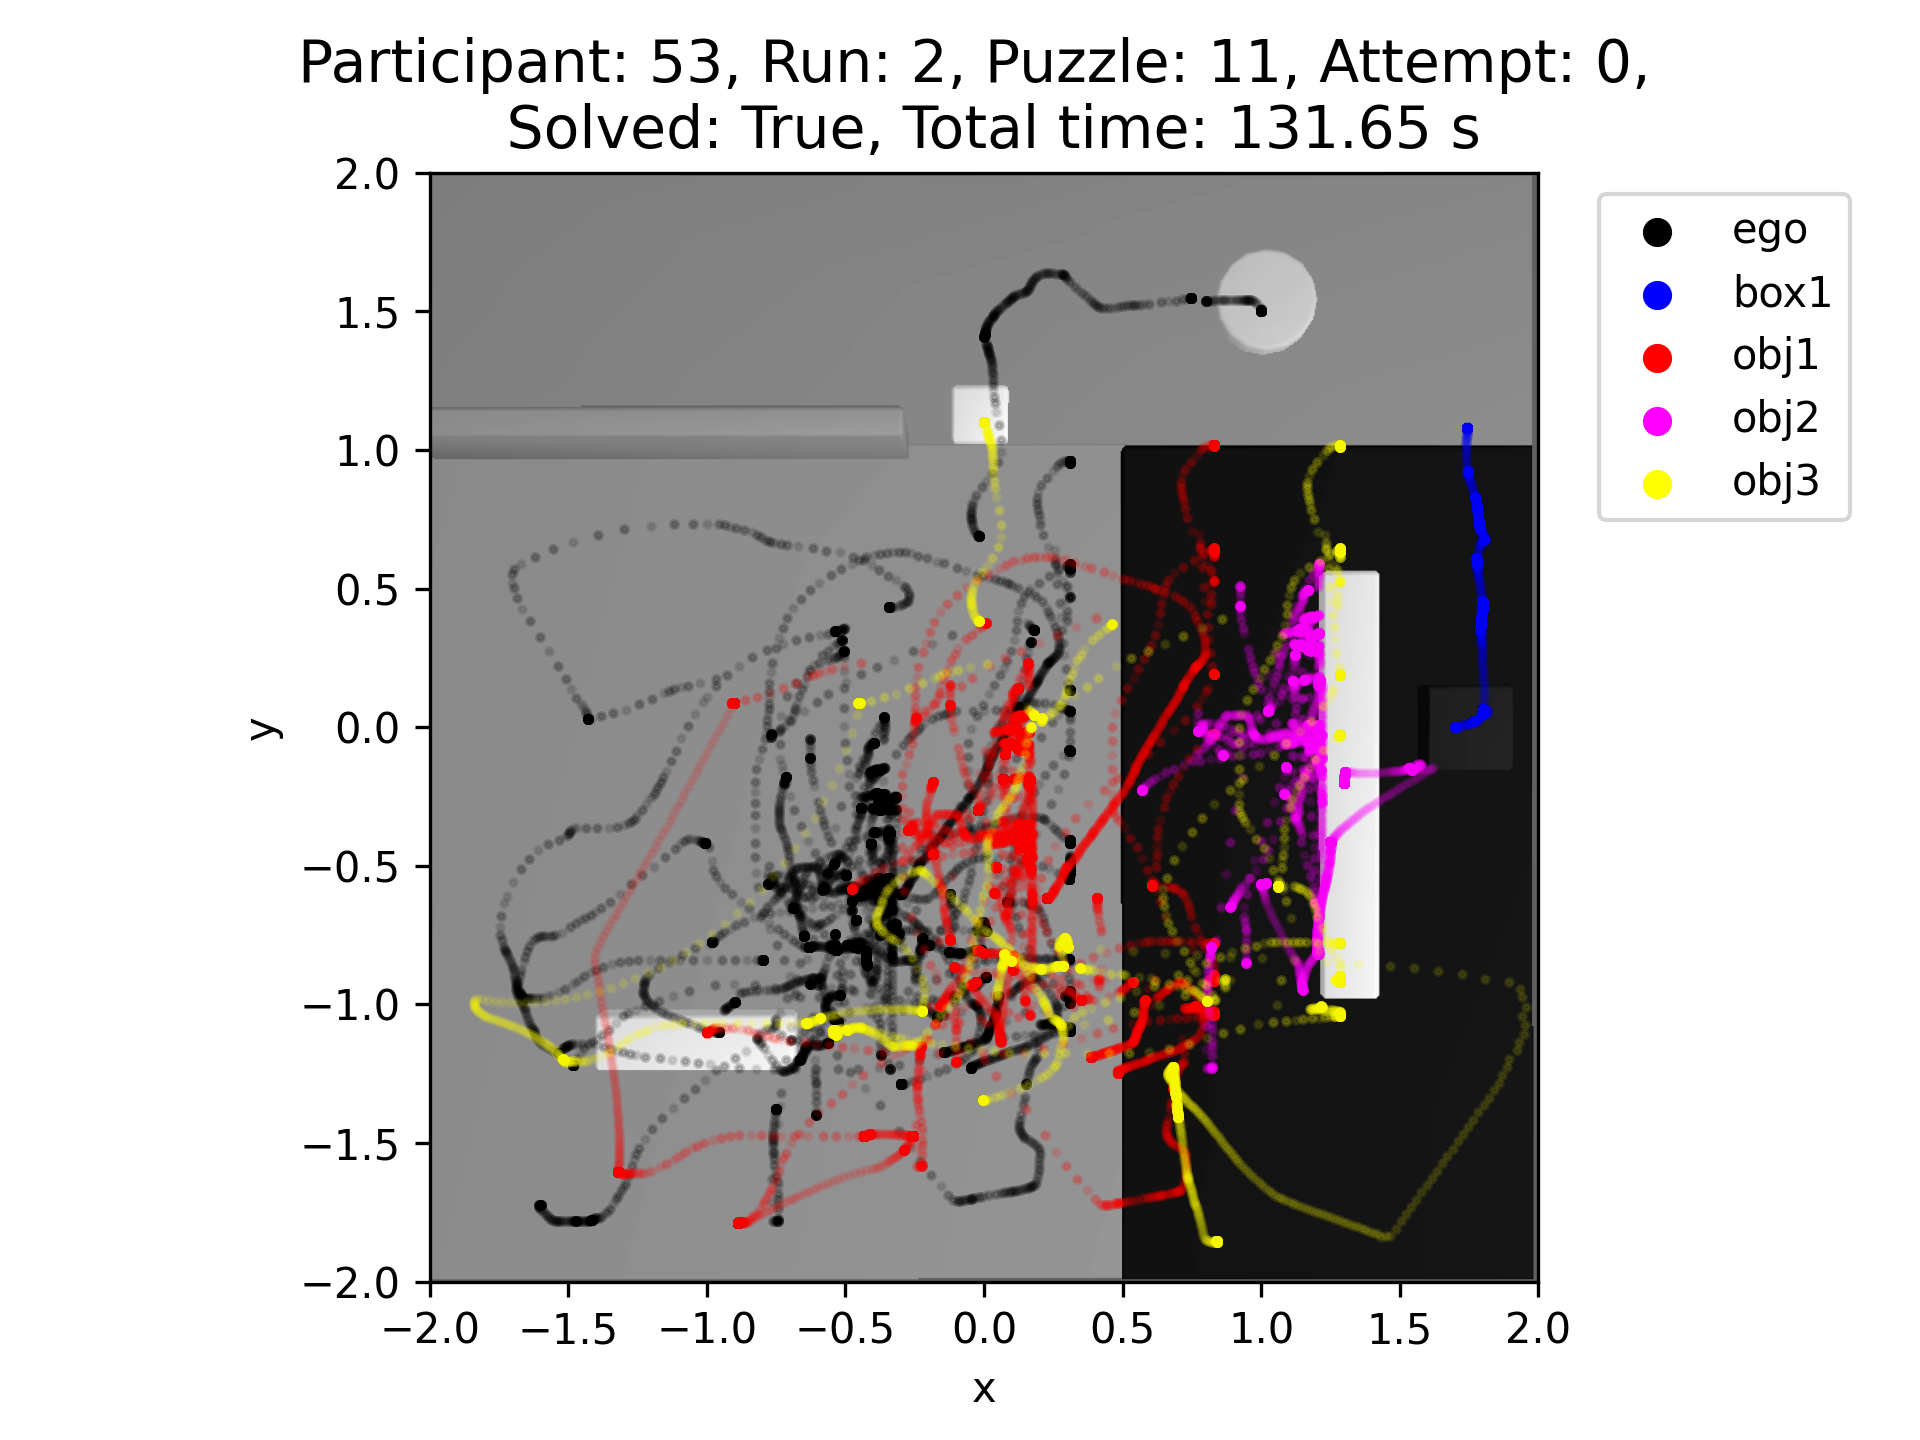 Participant: 53, Run: 2, Puzzle: 11, Attempt: 0,
Solved: True, Total time: 131.65 s
2.0
1.5
1.0
0.5
0.0
−0.5
−1.0
−1.5
−2.0
y
−2.0 −1.5 −1.0 −0.5 0.0 0.5 1.0 1.5 2.0
x
ego
box1
obj1
obj2
obj3